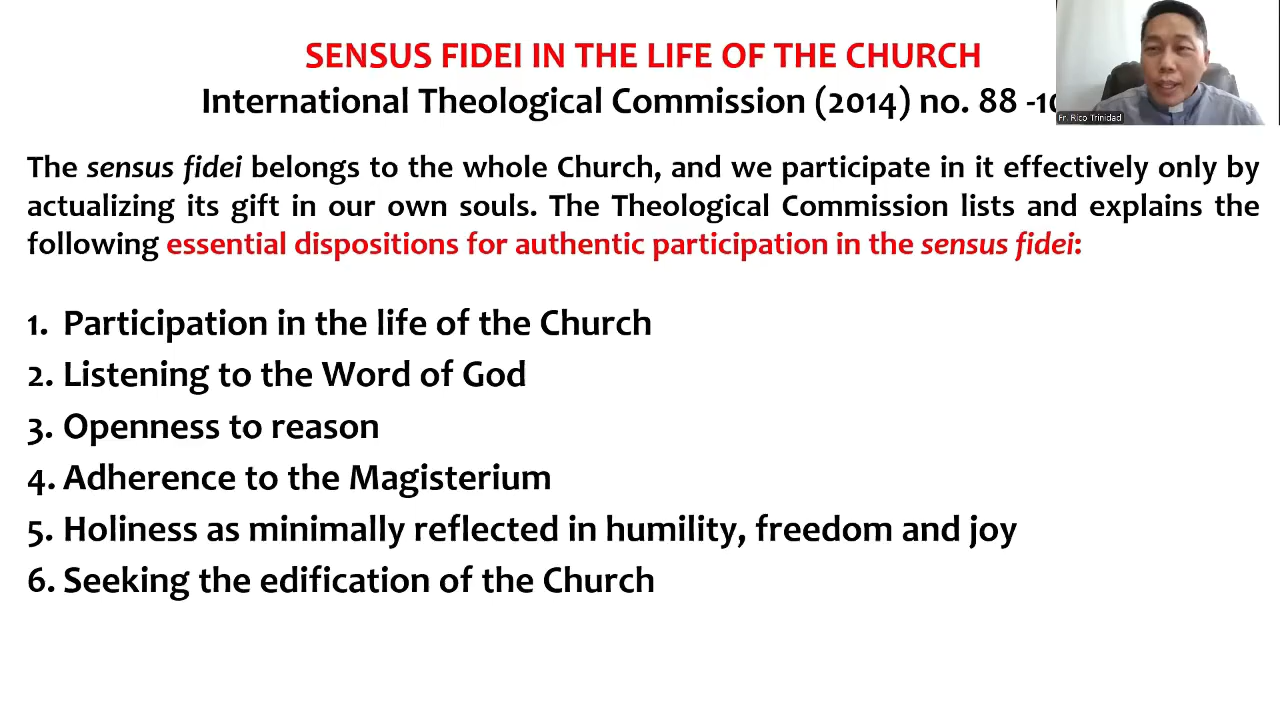 SENSUS FIDEI IN THE LIFE OF THE CHURCH
International Theological Commission (2014) no. 88 -10
Fr. Rico Trinidad
The sensus fidei belongs to the whole Church, and we participate in it effectively only by
actualizing its gift in our own souls. The Theological Commission lists and explains the
following essential dispositions for authentic participation in the sensus fidei:
1. Participation in the life of the Church
2. Listening to the Word of God
3. Openness to reason
4. Adherence to the Magisterium
5. Holiness as minimally reflected in humility, freedom and joy
6. Seeking the edification of the Church